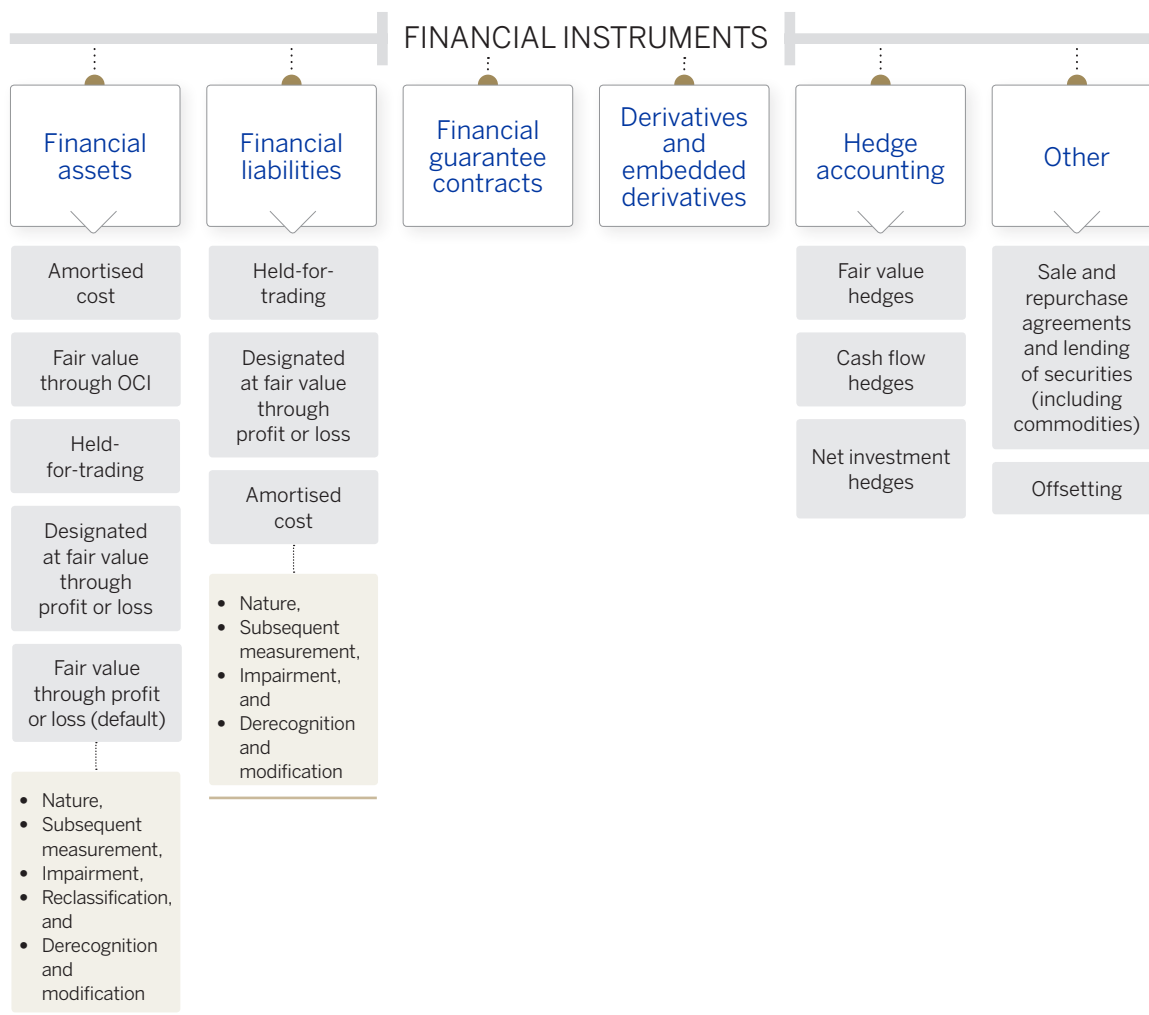 FINANCIAL INSTRUMENTS
Financial
assets
Amortised
cost
Fair value
through OCI
Held-
for-trading
Designated
at fair value
through
profit or loss
Fair value
through profit
or loss (default)
• Nature,
• Subsequent
measurement,
• Impairment,
• Reclassification,
and
• Derecognition
and
modification
Financial
liabilities
Held-for-
trading
Designated
at fair value
through
profit or loss
Amortised
cost
• Nature,
• Subsequent
measurement,
• Impairment,
and
• Derecognition
and
modification
Financial
guarantee
contracts
Derivatives
and
embedded
derivatives
Hedge
accounting
Fair value
hedges
Cash flow
hedges
Net investment
hedges
Other
Sale and
repurchase
agreements
and lending
of securities
(including
commodities)
Offsetting